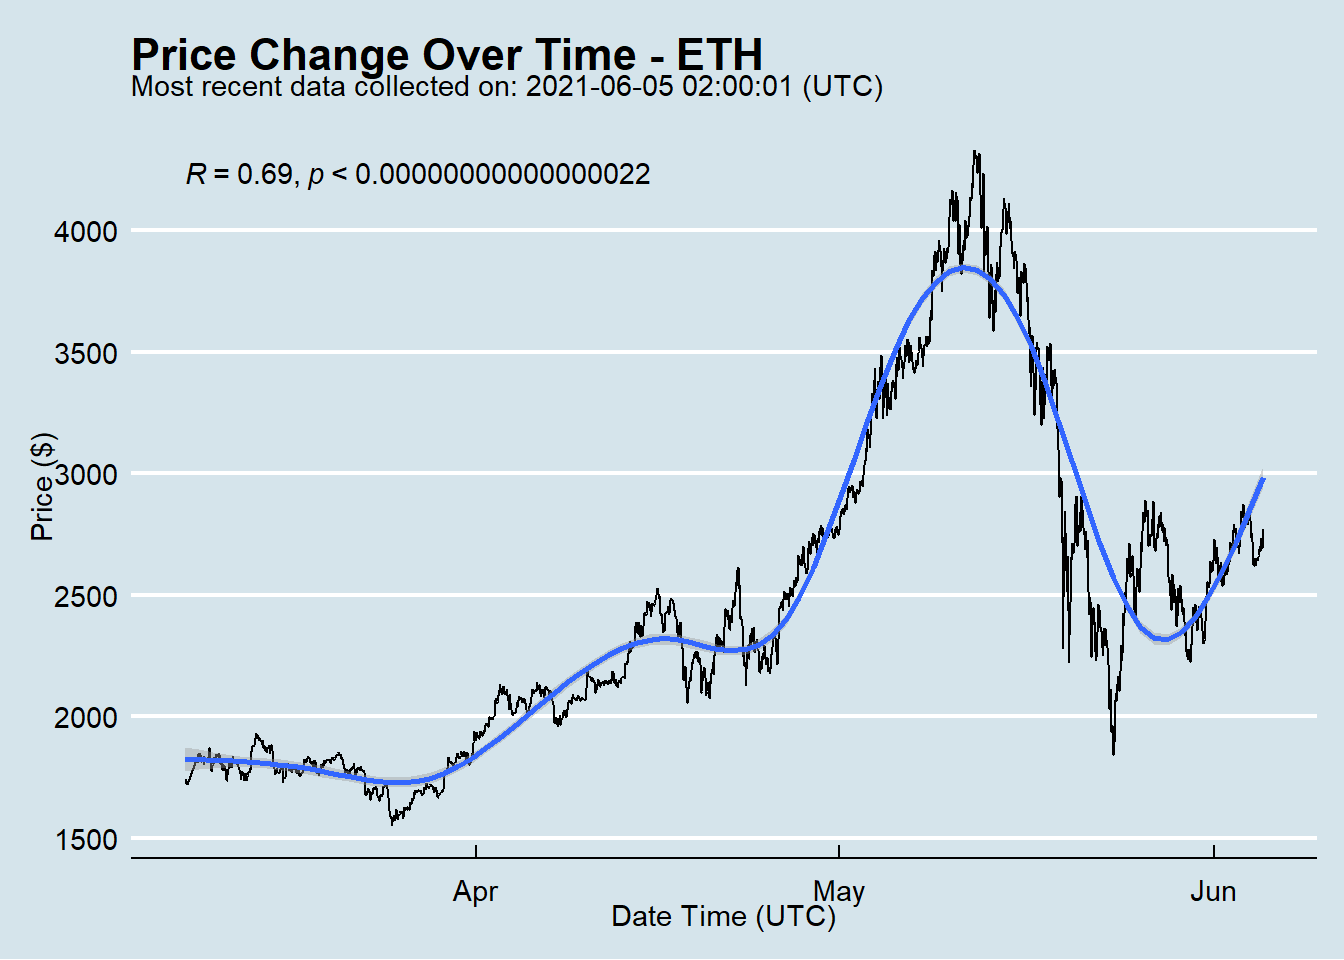 Price Change Over Time - ETH
Most recent data collected on: 2021-06-05 02:00:01 (UTC)
R = 0.69, p < 0.00000000000000022
4000
3500
3000
2500
2000
1500
Price ($)
Apr
May
Jun
Date Time (UTC)